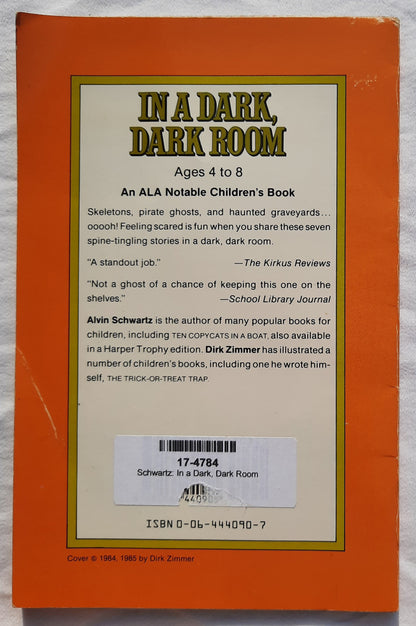 IN A DARK,
DARK ROOM
Ages 4 to 8
An ALA Notable Children's Book
Skeletons, pirate ghosts, and haunted graveyards...
ooooh! Feeling scared is fun when you share these seven
spine-tingling stories in a dark, dark room.
"A standout job." —The Kirkus Reviews
"Not a ghost of a chance of keeping this one on the
shelves." —School Library Journal
Alvin Schwartz is the author of many popular books for
children, including TEN COPYCATS IN A BOAT, also available
in a Harper Trophy edition. Dirk Zimmer has illustrated a
number of children's books, including one he wrote him-
self, THE TRICK-OR-TREAT TRAP.
17-4784
Schwartz: In a Dark, Dark Room
ISBN 0-06-444090-7
Cover © 1984, 1985 by Dirk Zimmer